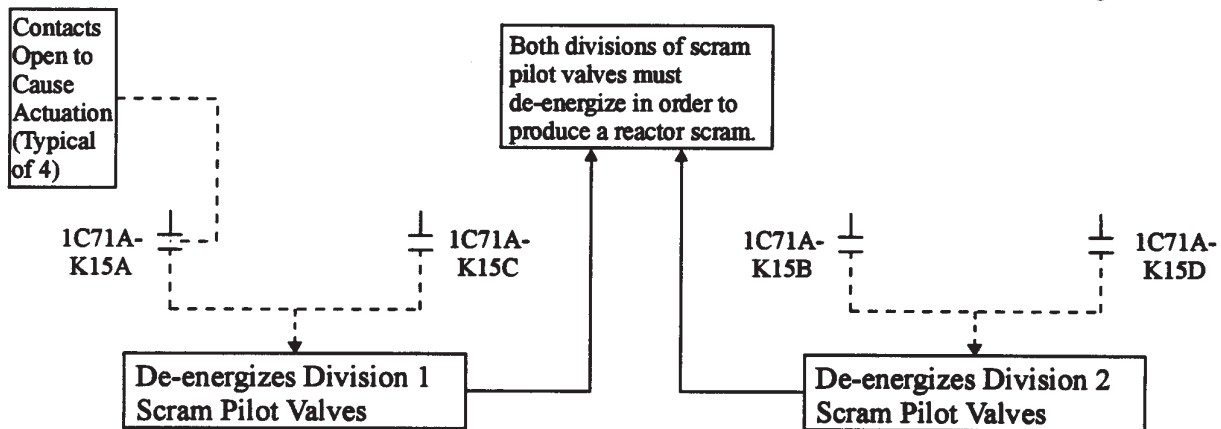 Contacts
Open to
Cause
Actuation
(Typical
of 4)
Both divisions of scram
pilot valves must
de-energize in order to
produce a reactor scram.
1C71A-
K15A
1C71A-
K15C
1C71A-
K15B
1C71A-
K15D
De-energizes Division 1
Scram Pilot Valves
De-energizes Division 2
Scram Pilot Valves